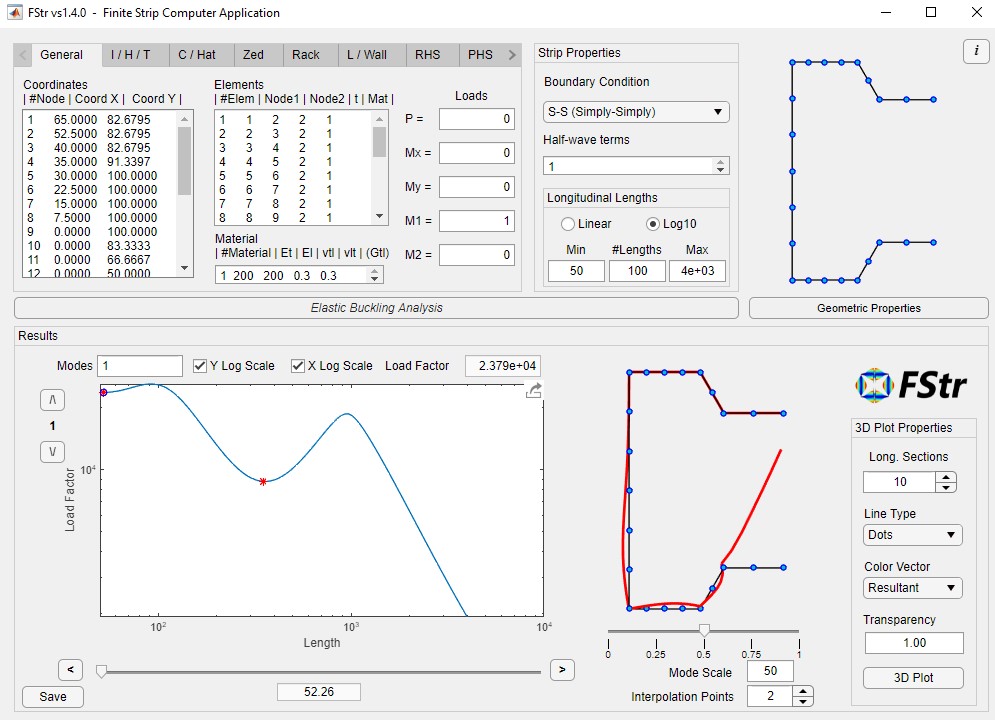 FStr vs1.4.0 - Finite Strip Computer Application
General I / H / T C / Hat Zed Rack L / Wall RHS PHS
Coordinates
| #Node | Coord X | Coord Y |
1 65.0000 82.6795
2 52.5000 82.6795
3 40.0000 82.6795
4 35.0000 91.3397
5 30.0000 100.0000
6 22.5000 100.0000
7 15.0000 100.0000
8 7.5000 100.0000
9 0.0000 100.0000
10 0.0000 83.3333
11 0.0000 66.6667
12 0.0000 50.0000
Elements
| #Elem | Node1 | Node2 | t | Mat |
1 1 2 2 1
2 2 3 2 1
3 3 4 2 1
4 4 5 2 1
5 5 6 2 1
6 6 7 2 1
7 7 8 2 1
8 8 9 2 1
Material
| #Material | Et | El | vtl | vlt | (Gtl)
1 200 200 0.3 0.3
Loads
P = 0
Mx = 0
My = 0
M1 = 1
M2 = 0
Strip Properties
Boundary Condition
S-S (Simply-Simply)
Half-wave terms
1
Longitudinal Lengths
Linear Log10
Min #Lengths Max
50 100 4e+03
i
Elastic Buckling Analysis
Geometric Properties
Results
Modes 1 Y Log Scale X Log Scale Load Factor 2.379e+04
/\
1
\/
Load Factor
10^4
10^2 10^3 10^4
Length
< >
52.26
Save
0 0.25 0.5 0.75 1
Mode Scale 50
Interpolation Points 2
FStr
3D Plot Properties
Long. Sections
10
Line Type
Dots
Color Vector
Resultant
Transparency
1.00
3D Plot